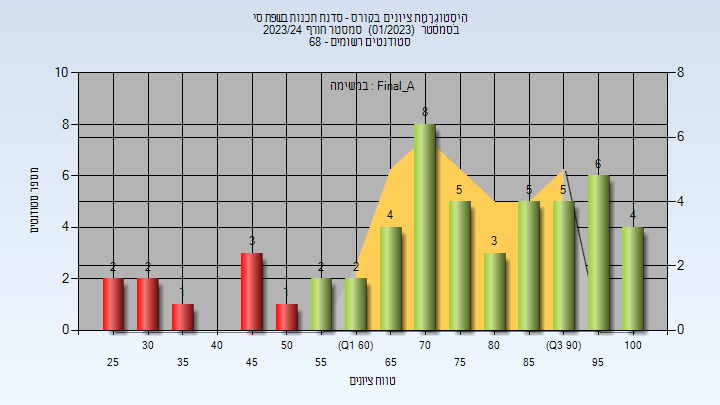 היסטוגרמת ציונים בקורס - סדנת תכנות בשפת סי
בסמסטר (01/2023) סמסטר חורף 2023/24
סטודנטים רשומים - 68
במשימה : Final_A
מספר סטודנטים
10 8 6 4 2 0
8 6 4 2 0
2 2 1 3 1 2 2 4 8 5 3 5 5 6 4
30 40 50 (Q1 60) 70 80 (Q3 90) 100
25 35 45 55 65 75 85 95
טווח ציונים